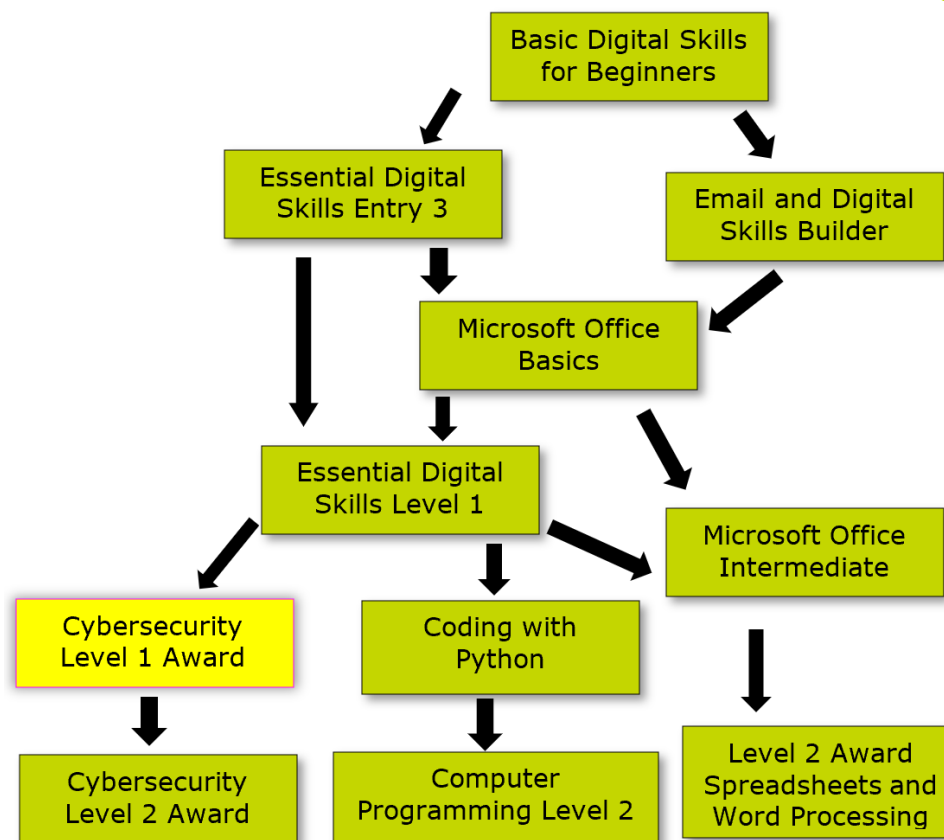 Basic Digital Skills
for Beginners
Essential Digital
Skills Entry 3
Email and Digital
Skills Builder
Microsoft Office
Basics
Essential Digital
Skills Level 1
Microsoft Office
Intermediate
Cybersecurity
Level 1 Award
Coding with
Python
Cybersecurity
Level 2 Award
Computer
Programming Level 2
Level 2 Award
Spreadsheets and
Word Processing